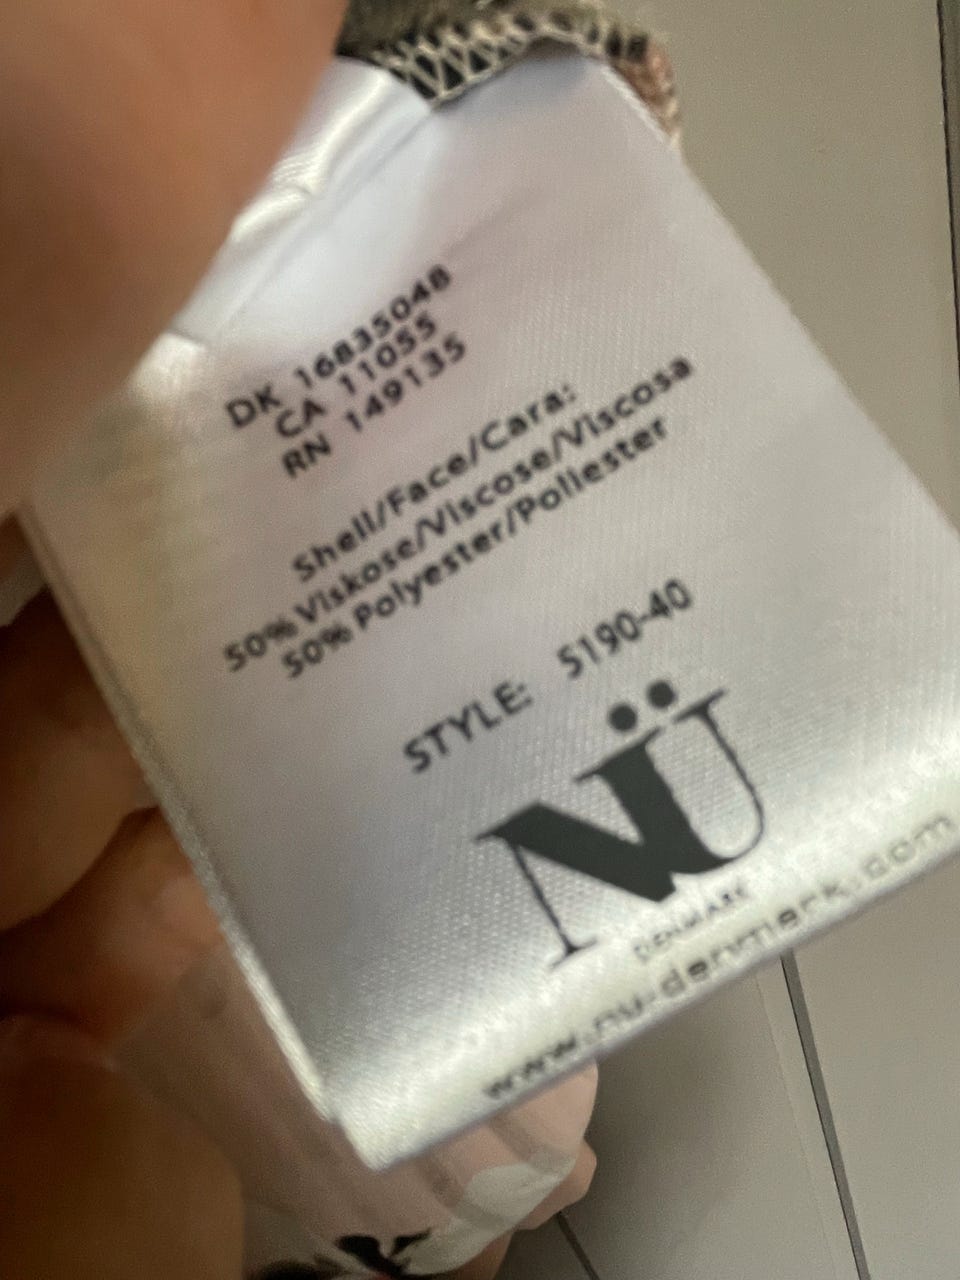 DK 16835048
CA 11055
RN 149135
Shell/Face/Cara:
50% Viskose/Viscose/Viscosa
50% Polyester/Poliester
STYLE: 5190-40
NÜ
DENMARK
www.nu-denmark.com